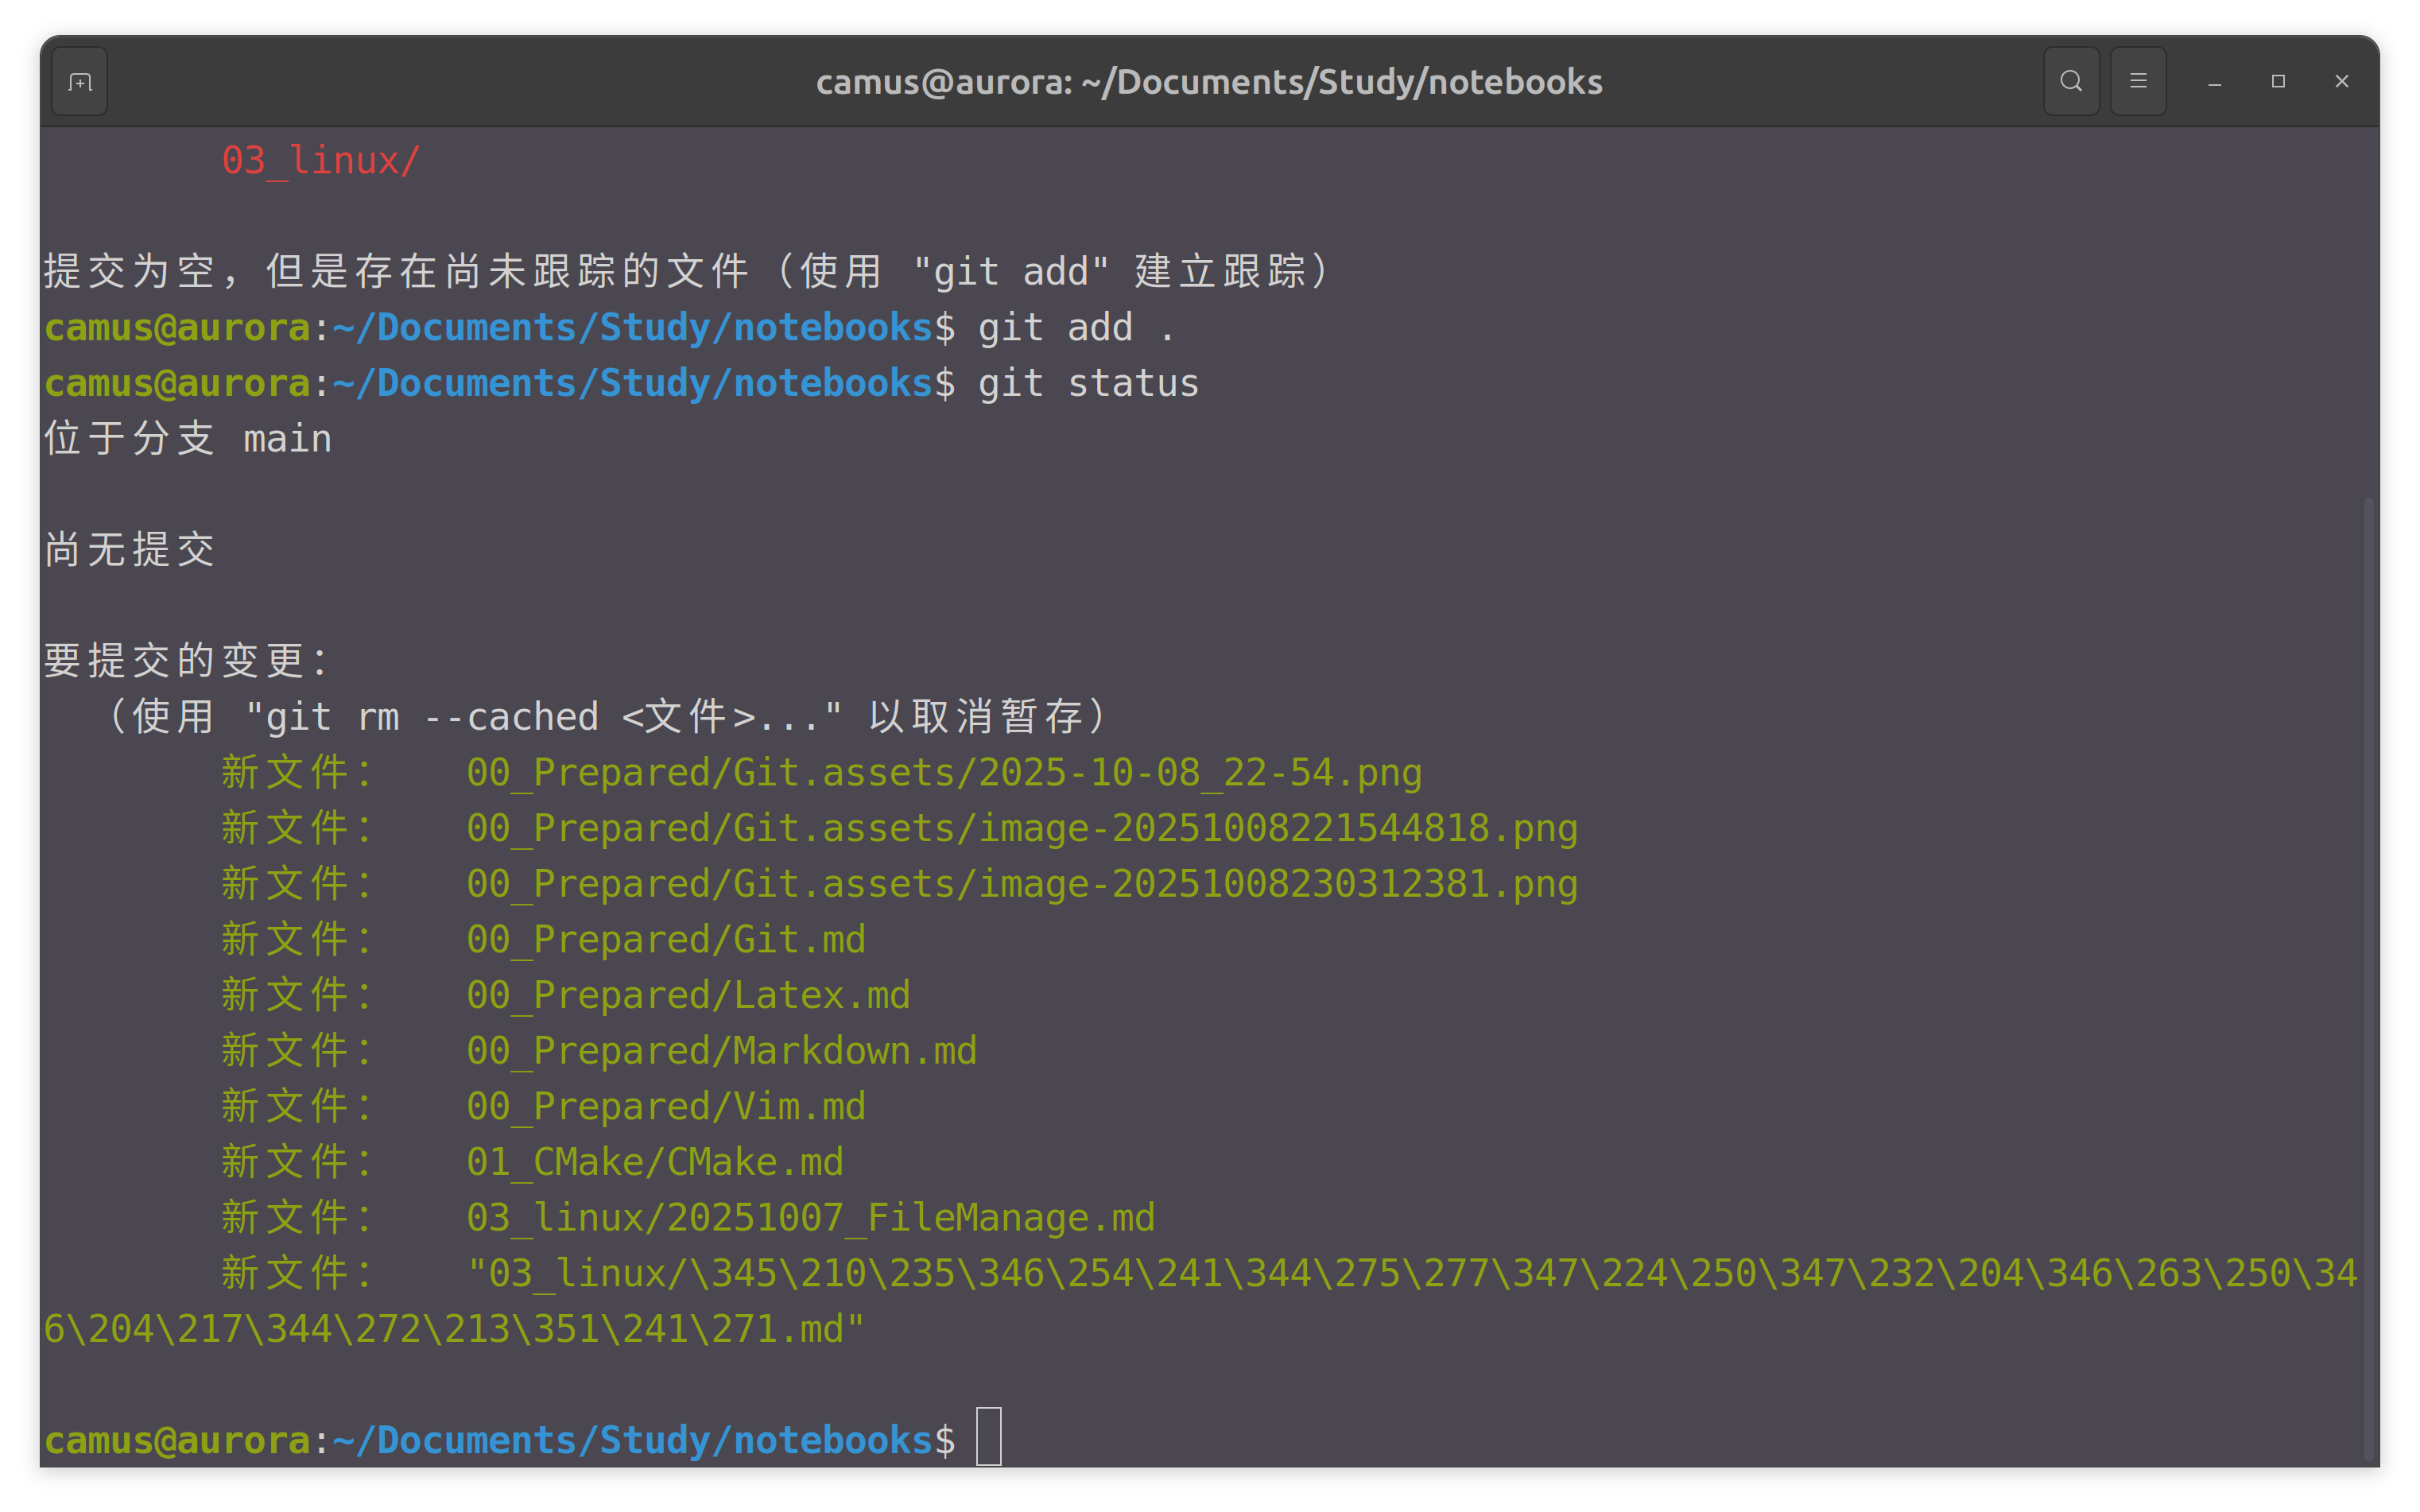 camus@aurora: ~/Documents/Study/notebooks
03_linux/
提交为空，但是存在尚未跟踪的文件（使用 "git add" 建立跟踪）
camus@aurora:~/Documents/Study/notebooks$ git add .
camus@aurora:~/Documents/Study/notebooks$ git status
位于分支 main
尚无提交
要提交的变更：
（使用 "git rm --cached <文件>..." 以取消暂存）
新文件：   00_Prepared/Git.assets/2025-10-08_22-54.png
新文件：   00_Prepared/Git.assets/image-20251008221544818.png
新文件：   00_Prepared/Git.assets/image-20251008230312381.png
新文件：   00_Prepared/Git.md
新文件：   00_Prepared/Latex.md
新文件：   00_Prepared/Markdown.md
新文件：   00_Prepared/Vim.md
新文件：   01_CMake/CMake.md
新文件：   03_linux/20251007_FileManage.md
新文件：   "03_linux/\345\210\235\346\254\241\344\275\277\347\224\250\347\232\204\346\263\250\34
6\204\217\344\272\213\351\241\271.md"
camus@aurora:~/Documents/Study/notebooks$